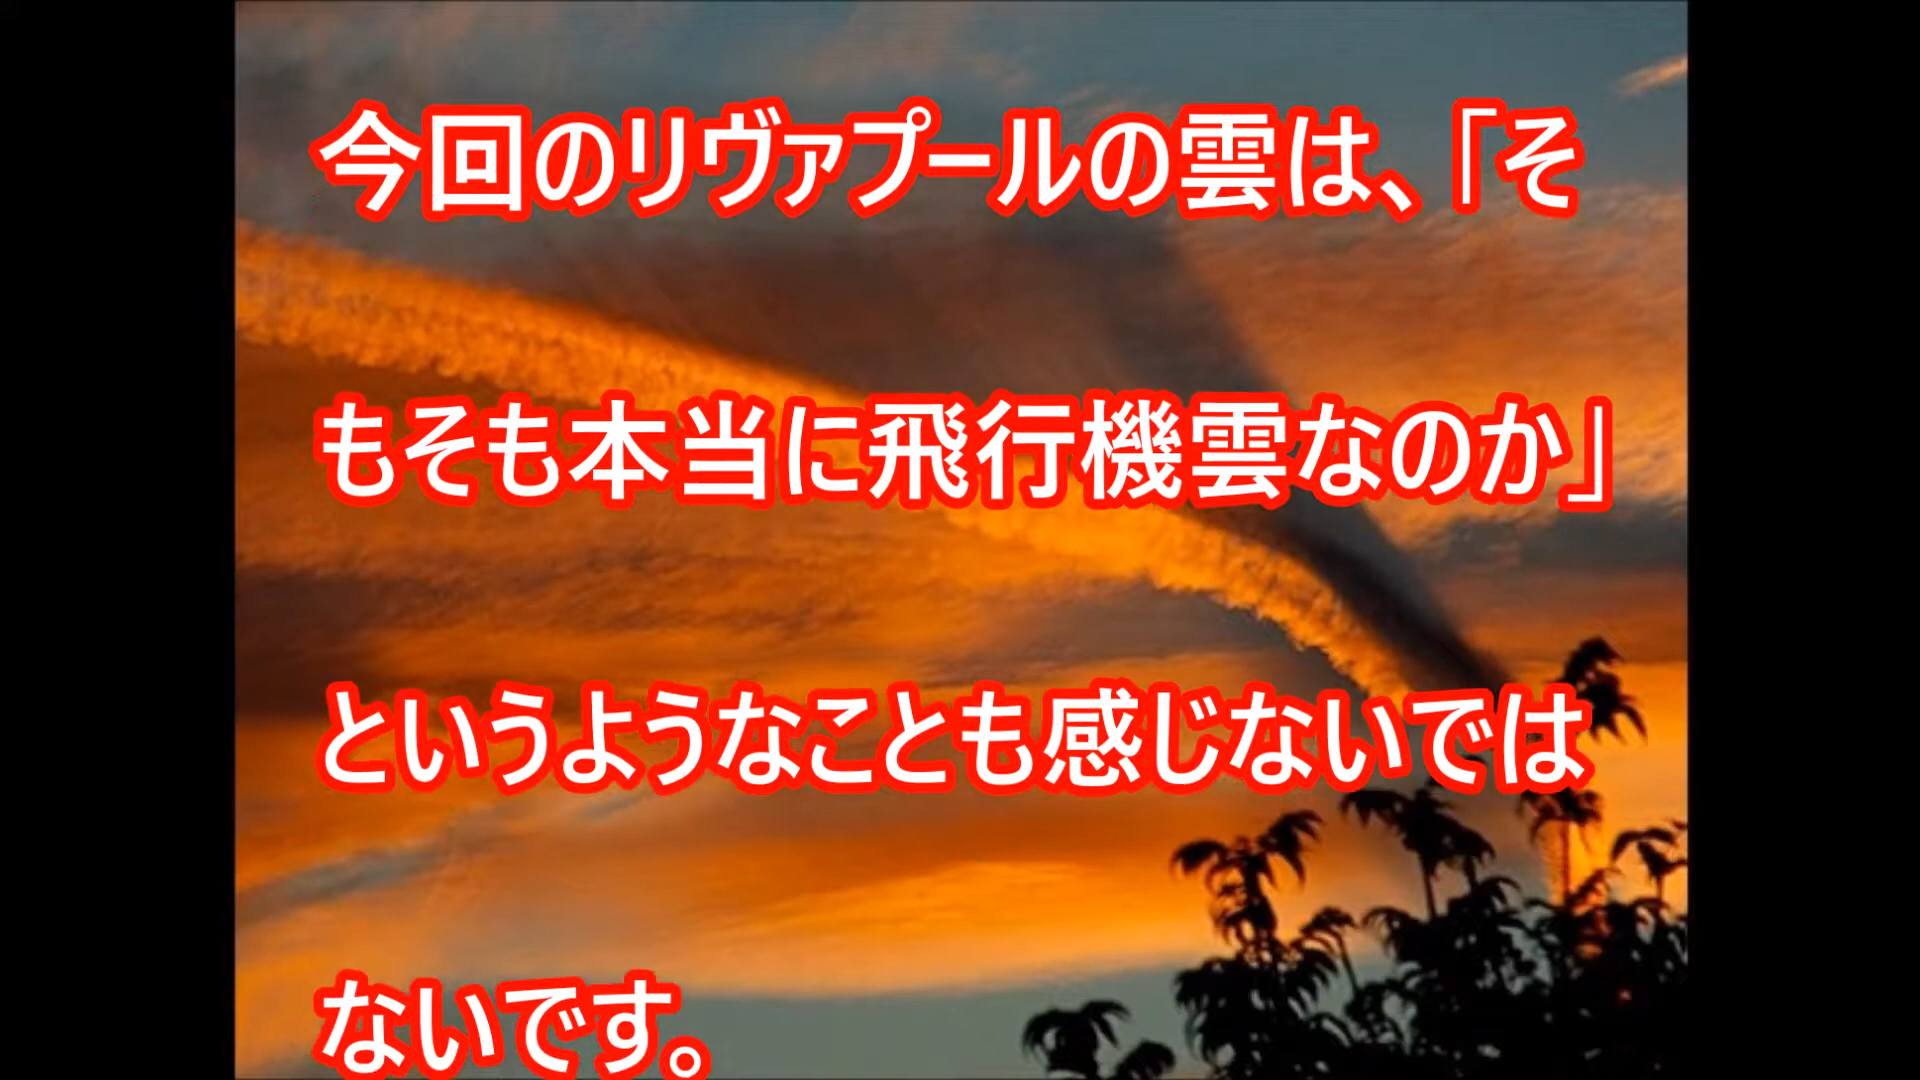 今回のリヴァプールの雲は、「そ
もそも本当に飛行機雲なのか」
というようなことも感じないでは
ないです。